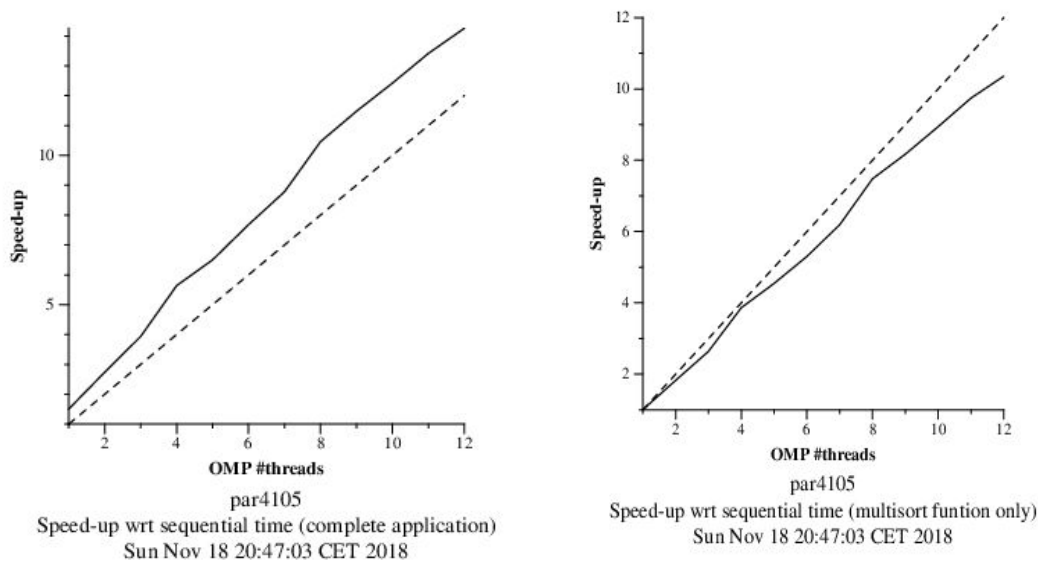 Speed-up
10
5
2
4
6
8
10
12
OMP #threads
par4105
Speed-up wrt sequential time (complete application)
Sun Nov 18 20:47:03 CET 2018
Speed-up
12
10
8
6
4
2
2
4
6
8
10
12
OMP #threads
par4105
Speed-up wrt sequential time (multisort funtion only)
Sun Nov 18 20:47:03 CET 2018